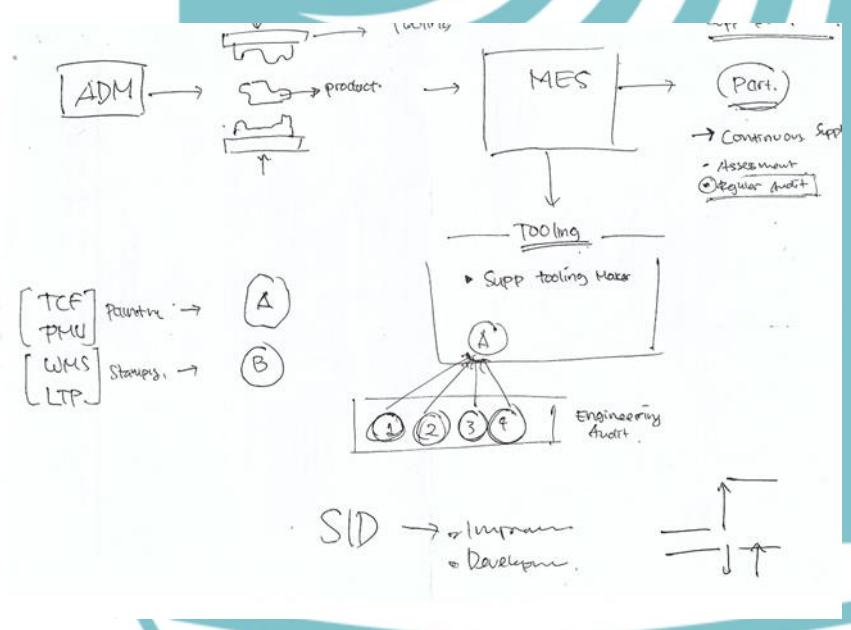 ADM
product.
MES
Part.
→ Continuous Supp
- Assessment
Regular Audit
Tooling
▸ Supp tooling Maker
A
TCF
PMU
A
WMS
LTP
B
1 2 3 4
Engineering
Audit.
SID →